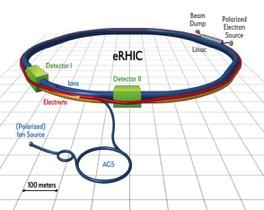 Beam
Dump
Polarized
Electron
Source
Linac
eRHIC
Detector I
Ions
Detector II
Electrons
(Polarized)
Ion Source
AGS
100 meters